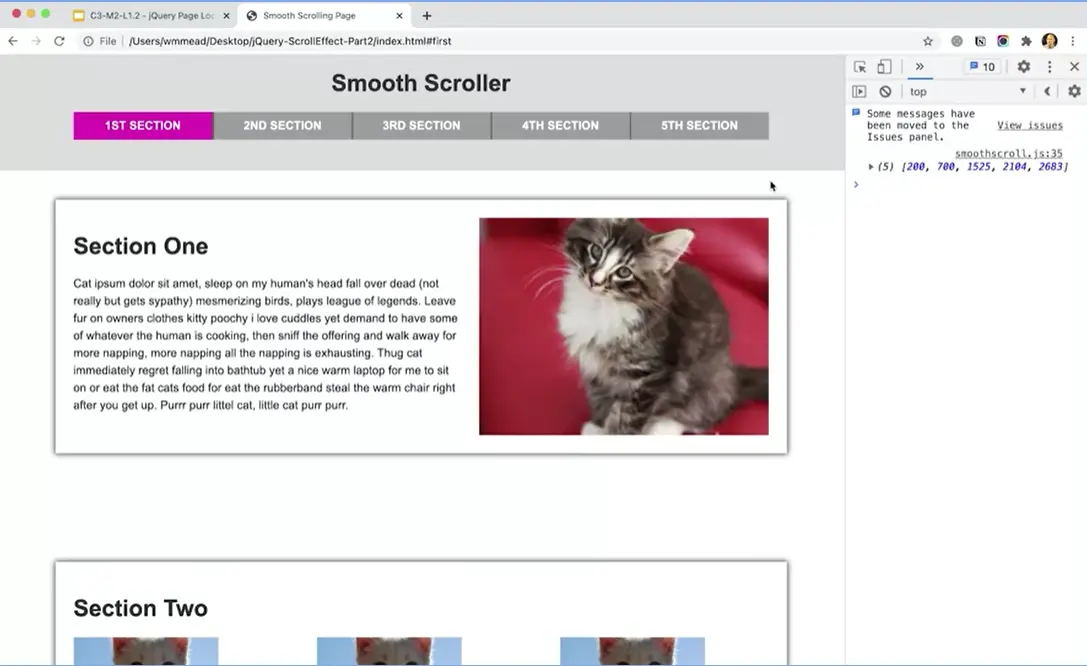 C3-M2-L1.2 - jQuery Page Loc
Smooth Scrolling Page
File
/Users/wmmead/Desktop/jQuery-ScrollEffect-Part2/index.html#first
10
top
Some messages have
been moved to the
Issues panel.
View issues
smoothscroll.js:35
(5) [200, 700, 1525, 2104, 2683]
Smooth Scroller
1ST SECTION
2ND SECTION
3RD SECTION
4TH SECTION
5TH SECTION
Section One
Cat ipsum dolor sit amet, sleep on my human's head fall over dead (not
really but gets sypathy) mesmerizing birds, plays league of legends. Leave
fur on owners clothes kitty poochy i love cuddles yet demand to have some
of whatever the human is cooking, then sniff the offering and walk away for
more napping, more napping all the napping is exhausting. Thug cat
immediately regret falling into bathtub yet a nice warm laptop for me to sit
on or eat the fat cats food for eat the rubberband steal the warm chair right
after you get up. Purrr purr littel cat, little cat purr purr.
Section Two